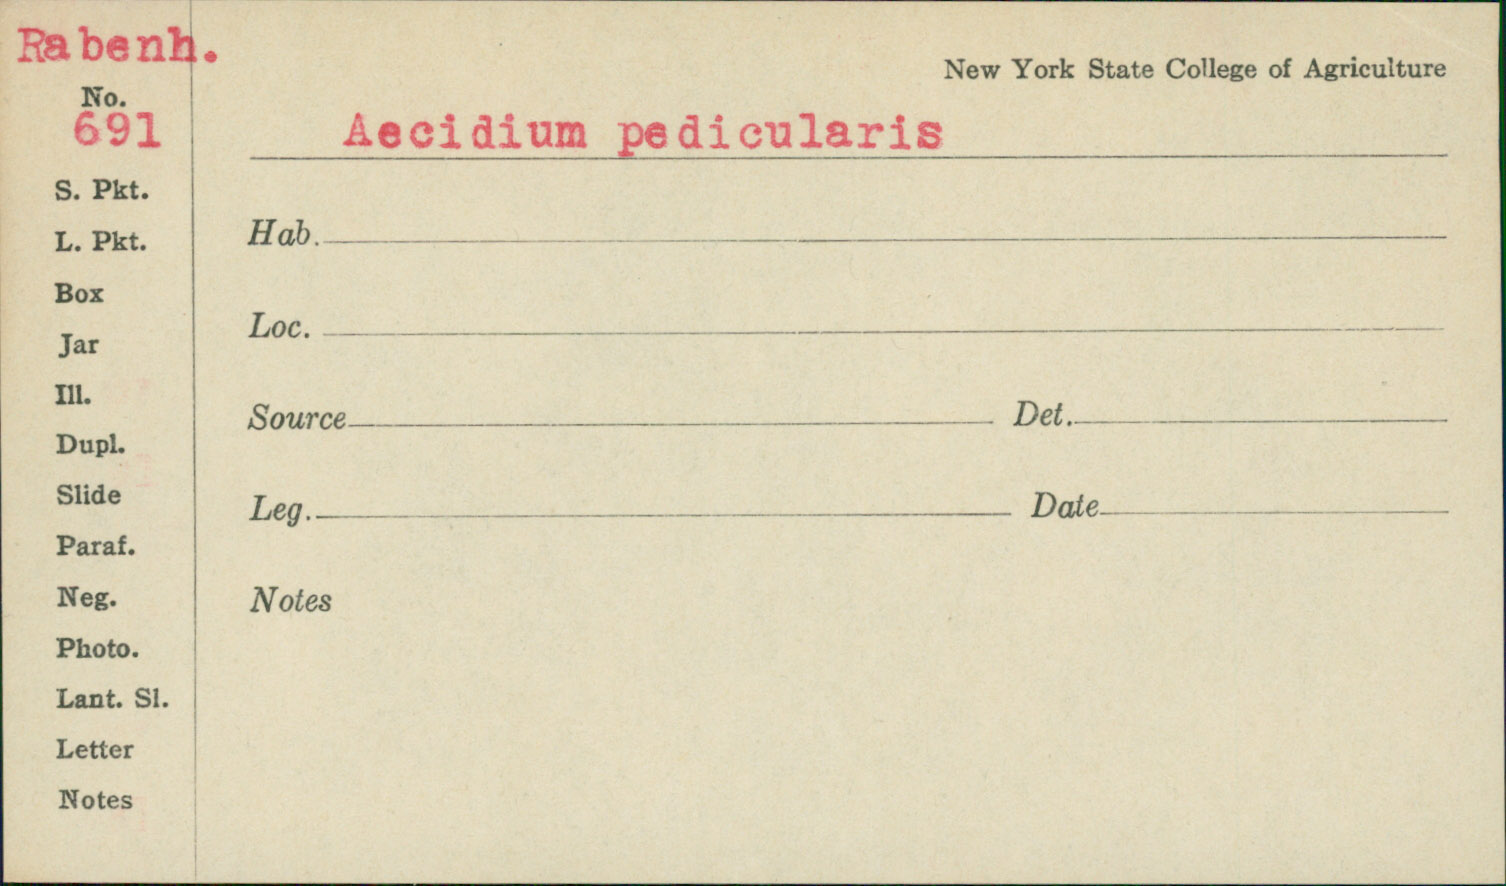 Rabenh.
New York State College of Agriculture
No.
691
Aecidium pedicularis
S. Pkt.
L. Pkt.
Box
Jar
Ill.
Dupl.
Slide
Paraf.
Neg.
Photo.
Lant. Sl.
Letter
Notes
Hab.
Loc.
Source Det.
Leg. Date
Notes